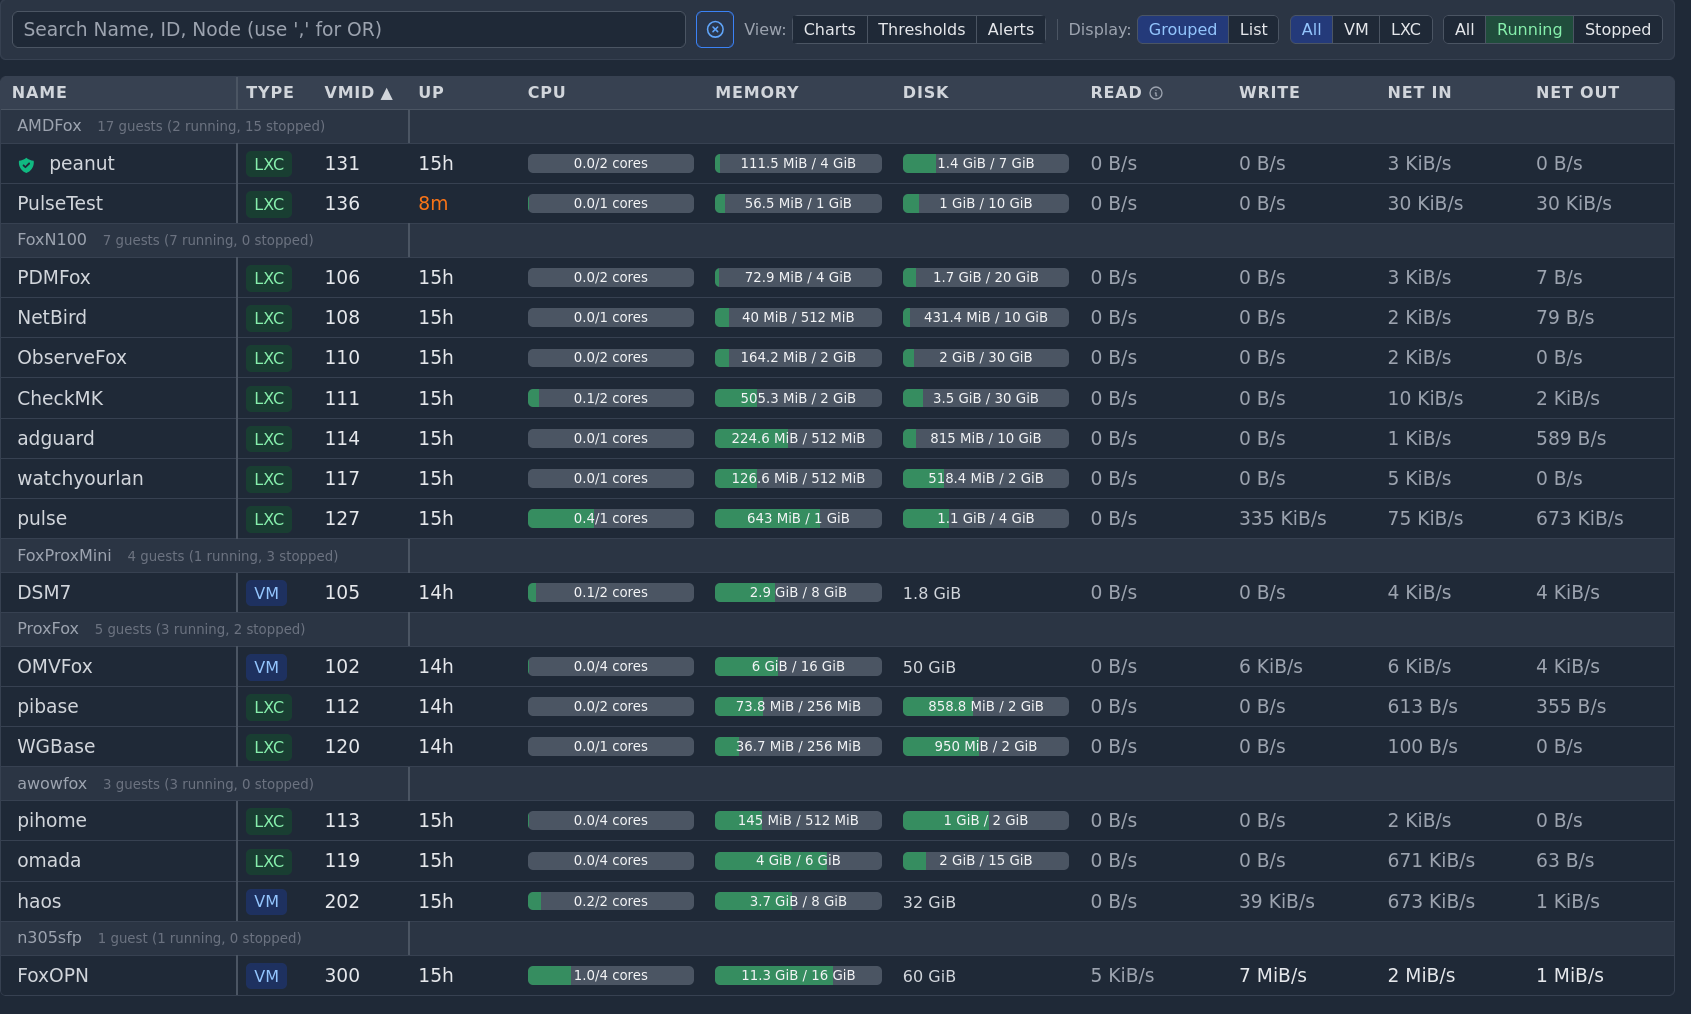 Search Name, ID, Node (use ',' for OR) View: Charts Thresholds Alerts Display: Grouped List All VM LXC All Running Stopped
NAME TYPE VMID ▲ UP CPU MEMORY DISK READ WRITE NET IN NET OUT
AMDFox 17 guests (2 running, 15 stopped)
peanut LXC 131 15h 0.0/2 cores 111.5 MiB / 4 GiB 1.4 GiB / 7 GiB 0 B/s 0 B/s 3 KiB/s 0 B/s
PulseTest LXC 136 8m 0.0/1 cores 56.5 MiB / 1 GiB 1 GiB / 10 GiB 0 B/s 0 B/s 30 KiB/s 30 KiB/s
FoxN100 7 guests (7 running, 0 stopped)
PDMFox LXC 106 15h 0.0/2 cores 72.9 MiB / 4 GiB 1.7 GiB / 20 GiB 0 B/s 0 B/s 3 KiB/s 7 B/s
NetBird LXC 108 15h 0.0/1 cores 40 MiB / 512 MiB 431.4 MiB / 10 GiB 0 B/s 0 B/s 2 KiB/s 79 B/s
ObserveFox LXC 110 15h 0.0/2 cores 164.2 MiB / 2 GiB 2 GiB / 30 GiB 0 B/s 0 B/s 2 KiB/s 0 B/s
CheckMK LXC 111 15h 0.1/2 cores 505.3 MiB / 2 GiB 3.5 GiB / 30 GiB 0 B/s 0 B/s 10 KiB/s 2 KiB/s
adguard LXC 114 15h 0.0/1 cores 224.6 MiB / 512 MiB 815 MiB / 10 GiB 0 B/s 0 B/s 1 KiB/s 589 B/s
watchyourlan LXC 117 15h 0.0/1 cores 126.6 MiB / 512 MiB 518.4 MiB / 2 GiB 0 B/s 0 B/s 5 KiB/s 0 B/s
pulse LXC 127 15h 0.4/1 cores 643 MiB / 1 GiB 1.1 GiB / 4 GiB 0 B/s 335 KiB/s 75 KiB/s 673 KiB/s
FoxProxMini 4 guests (1 running, 3 stopped)
DSM7 VM 105 14h 0.1/2 cores 2.9 GiB / 8 GiB 1.8 GiB 0 B/s 0 B/s 4 KiB/s 4 KiB/s
ProxFox 5 guests (3 running, 2 stopped)
OMVFox VM 102 14h 0.0/4 cores 6 GiB / 16 GiB 50 GiB 0 B/s 6 KiB/s 6 KiB/s 4 KiB/s
pibase LXC 112 14h 0.0/2 cores 73.8 MiB / 256 MiB 858.8 MiB / 2 GiB 0 B/s 0 B/s 613 B/s 355 B/s
WGBase LXC 120 14h 0.0/1 cores 36.7 MiB / 256 MiB 950 MiB / 2 GiB 0 B/s 0 B/s 100 B/s 0 B/s
awowfox 3 guests (3 running, 0 stopped)
pihome LXC 113 15h 0.0/4 cores 145 MiB / 512 MiB 1 GiB / 2 GiB 0 B/s 0 B/s 2 KiB/s 0 B/s
omada LXC 119 15h 0.0/4 cores 4 GiB / 6 GiB 2 GiB / 15 GiB 0 B/s 0 B/s 671 KiB/s 63 B/s
haos VM 202 15h 0.2/2 cores 3.7 GiB / 8 GiB 32 GiB 0 B/s 39 KiB/s 673 KiB/s 1 KiB/s
n305sfp 1 guest (1 running, 0 stopped)
FoxOPN VM 300 15h 1.0/4 cores 11.3 GiB / 16 GiB 60 GiB 5 KiB/s 7 MiB/s 2 MiB/s 1 MiB/s